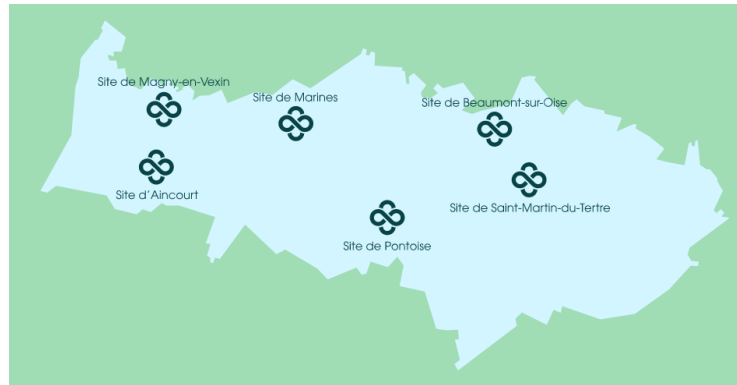 Site de Magny-en-Vexin
Site de Marines
Site de Beaumont-sur-Oise
Site d'Aincourt
Site de Saint-Martin-du-Tertre
Site de Pontoise